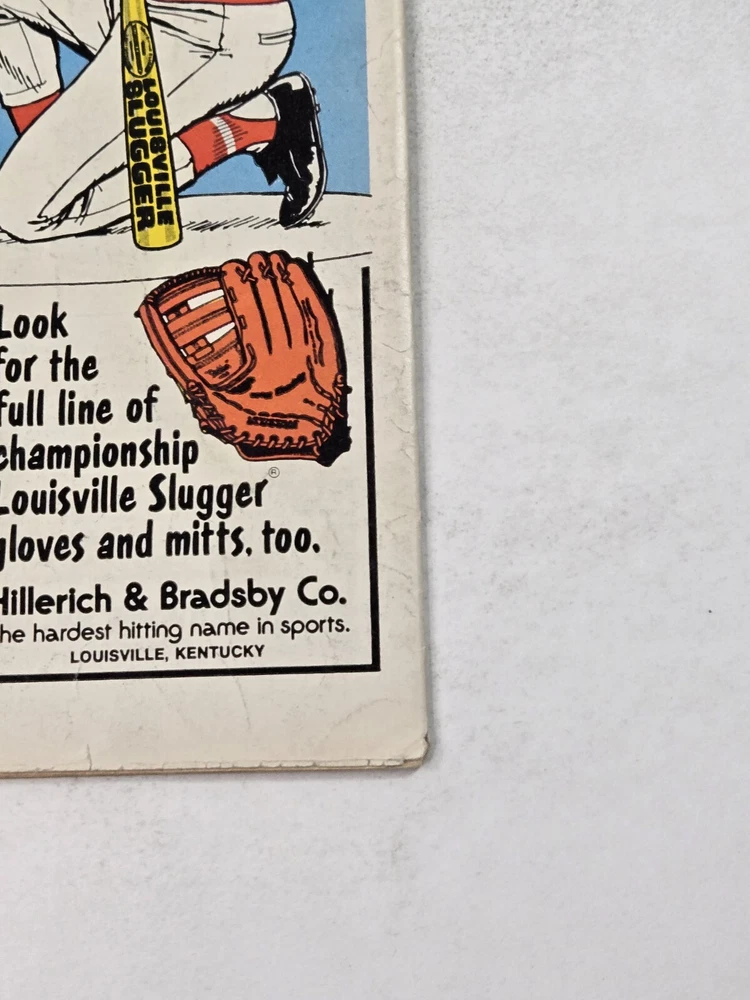 LOUISVILLE
SLUGGER
Look
for the
full line of
championship
Louisville Slugger®
gloves and mitts, too.
Hillerich & Bradsby Co.
he hardest hitting name in sports.
LOUISVILLE, KENTUCKY